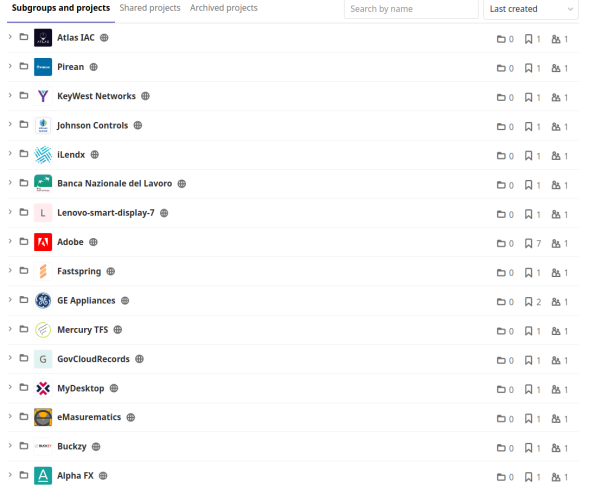 Subgroups and projects Shared projects Archived projects Search by name Last created
Atlas IAC 0 1 1
Pirean 0 1 1
KeyWest Networks 0 1 1
Johnson Controls 0 1 1
iLendx 0 1 1
Banca Nazionale del Lavoro 0 1 1
L Lenovo-smart-display-7 0 1 1
Adobe 0 7 1
Fastspring 0 1 1
GE Appliances 0 2 1
Mercury TFS 0 1 1
G GovCloudRecords 0 1 1
MyDesktop 0 1 1
eMasurematics 0 1 1
Buckzy 0 1 1
Alpha FX 0 1 1